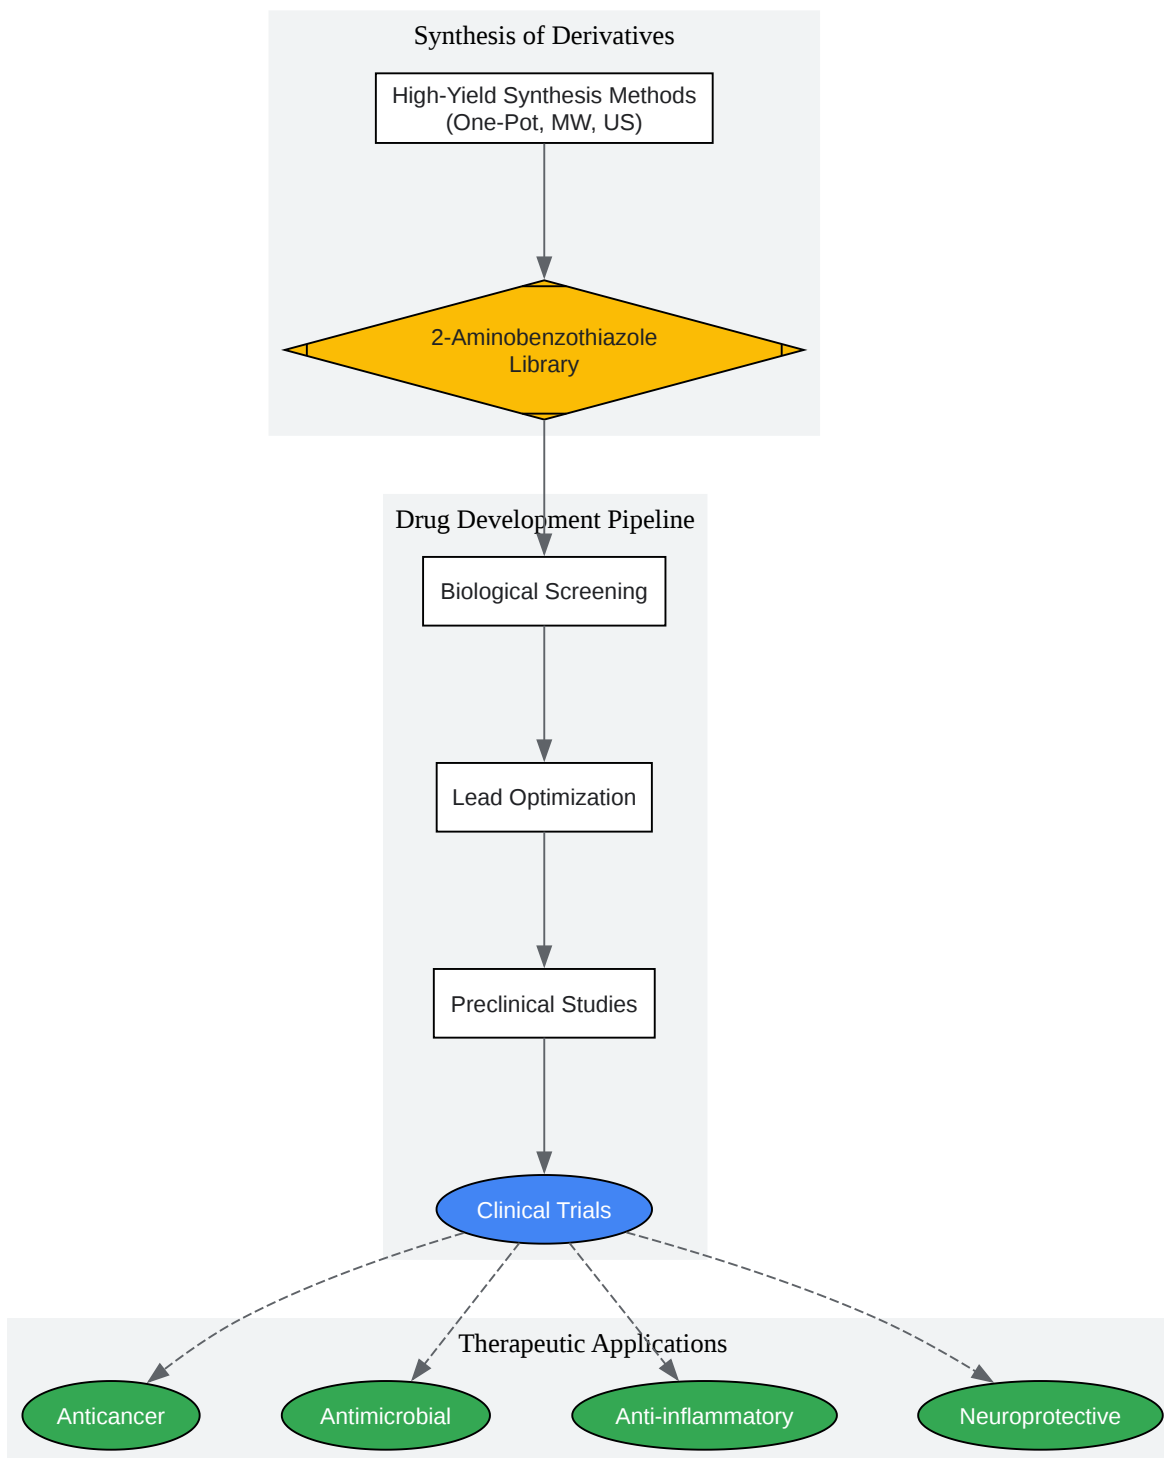 Synthesis of Derivatives
High-Yield Synthesis Methods
(One-Pot, MW, US)
2-Aminobenzothiazole
Library
Drug Development Pipeline
Biological Screening
Lead Optimization
Preclinical Studies
Clinical Trials
Therapeutic Applications
Anticancer
Antimicrobial
Anti-inflammatory
Neuroprotective